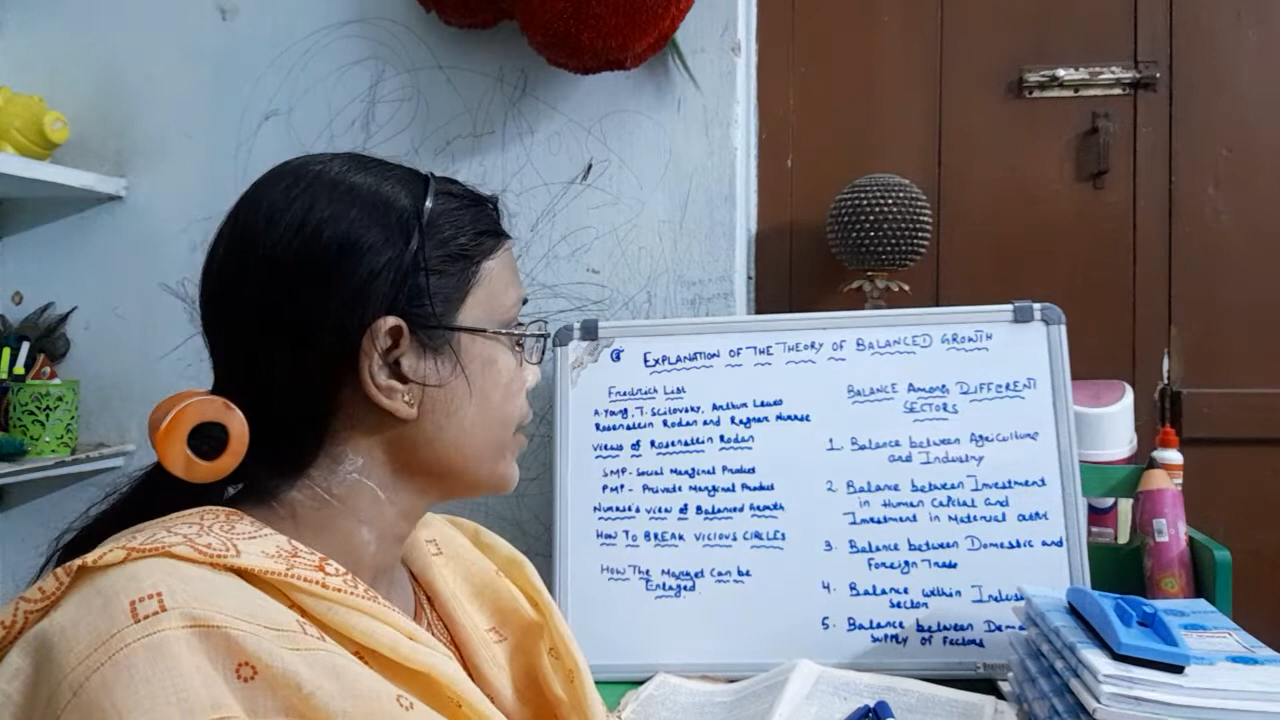 EXPLANATION OF THE THEORY OF BALANCED GROWTH
Fredrich List
A.Young, T. Scitovsky, Arthur Lewis
Rosenstein Rodan and Ragnar Nurkse
Views of Rosenstein Rodan
SMP - Social Marginal Product
PMP - Private Marginal Product
Nurkse's view of Balanced Growth
HOW TO BREAK VICIOUS CIRCLES
How The Market Can be
Enlaged
BALANCE Among DIFFERENT
SECTORS
1. Balance between Agriculture
and Industry
2 Balance between Investment
in Human Capital and
Investment in Material
3. Balance between Domestic and
Foreign Trade
4. Balance within
Sector
5. Balance between
Supply of Factors